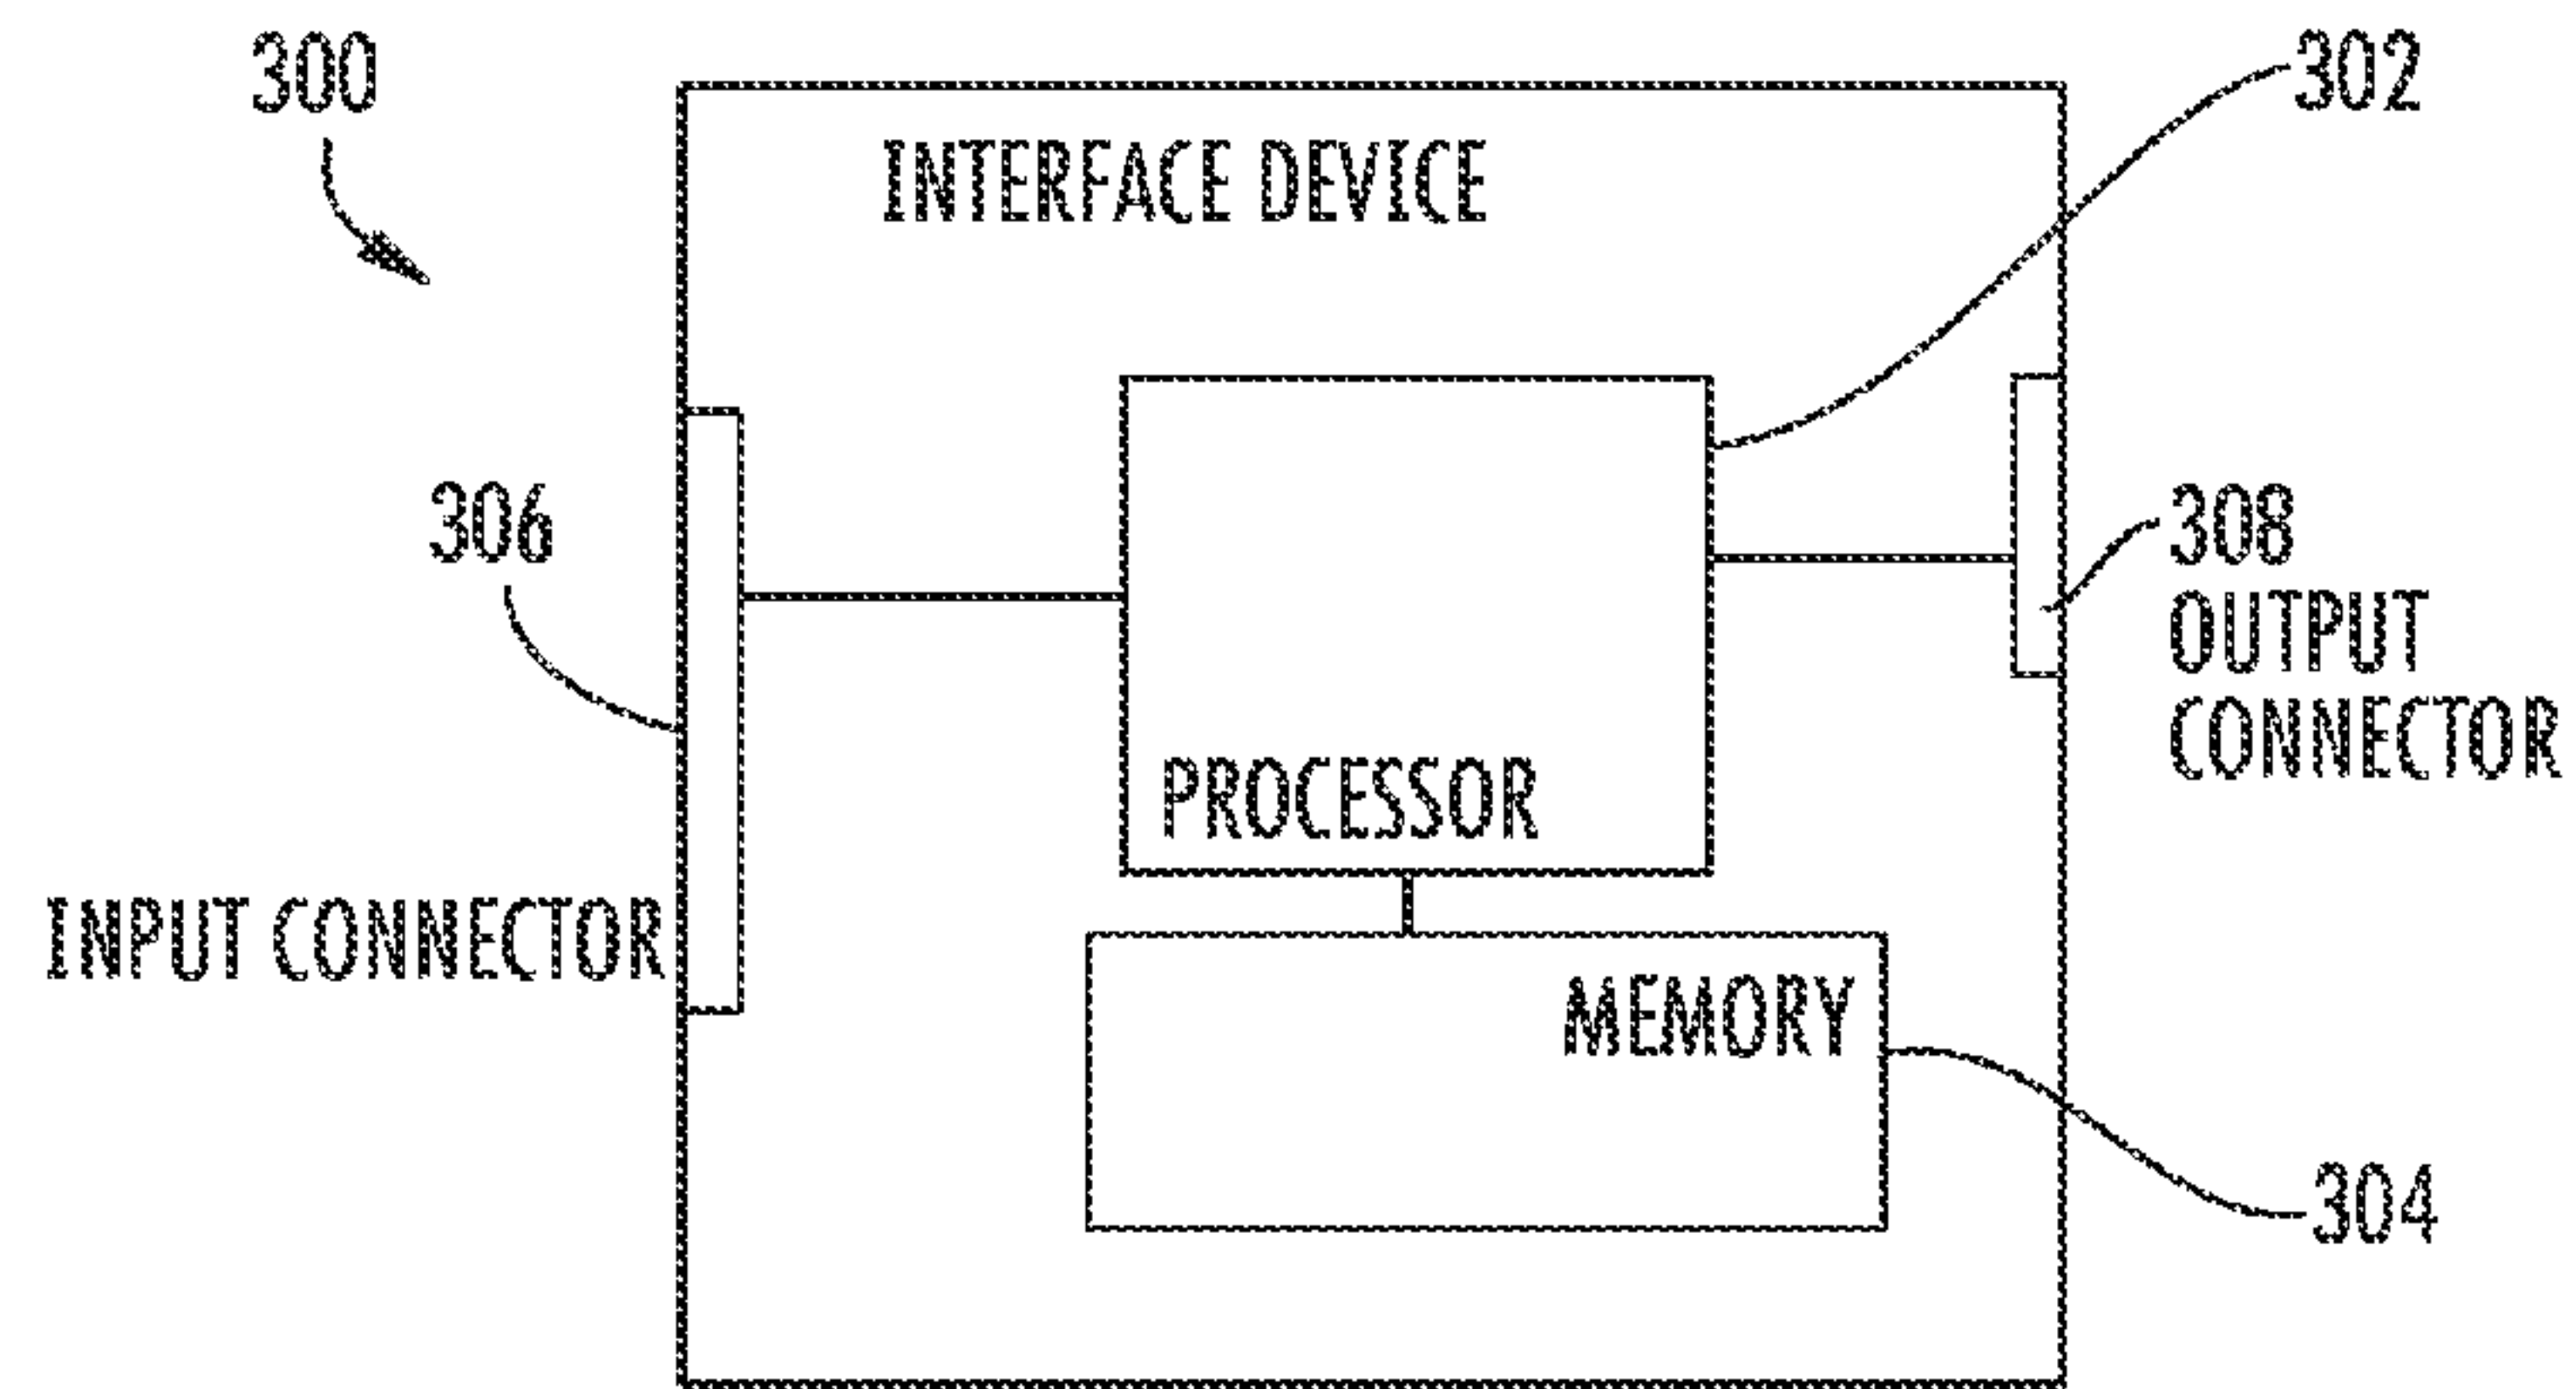 300
302
INTERFACE DEVICE
306
308
OUTPUT
CONNECTOR
PROCESSOR
INPUT CONNECTOR
MEMORY
304